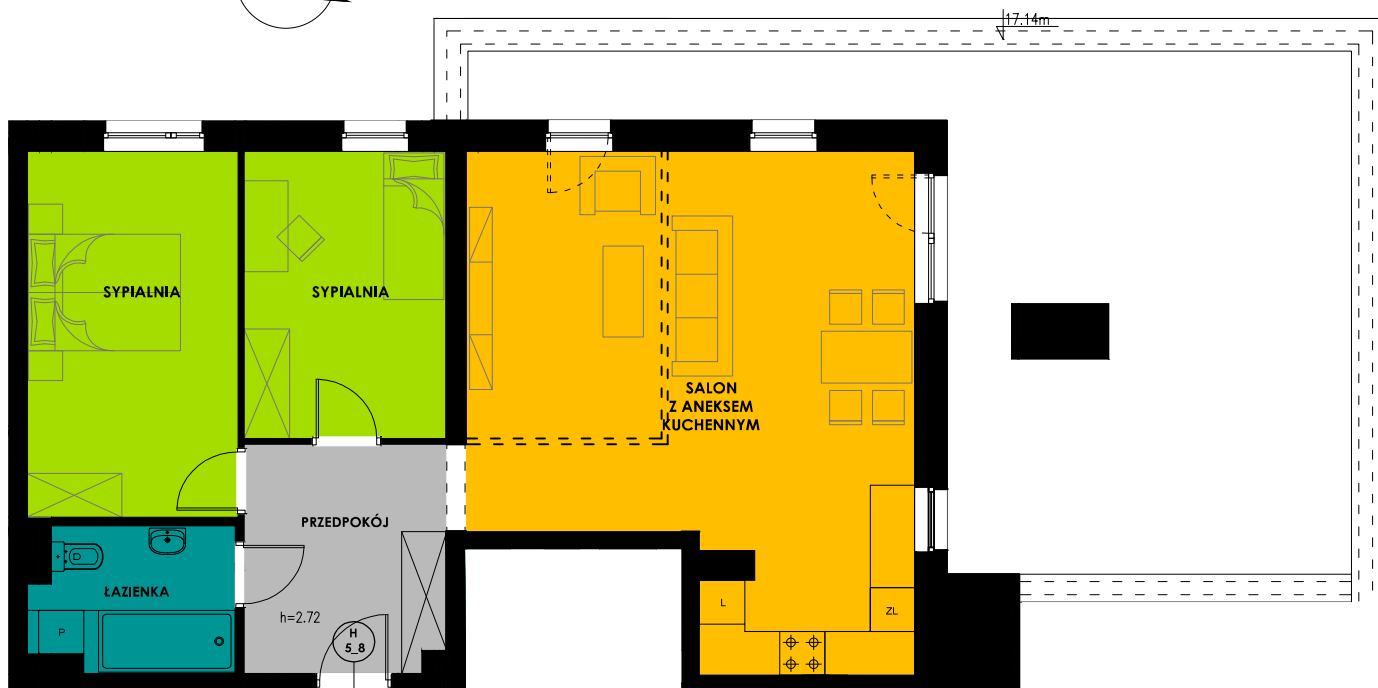 17.14m
SYPIALNIA
SYPIALNIA
SALON
Z ANEKSEM
KUCHENNYM
PRZEDPOKÓJ
ŁAZIENKA
h=2.72
P
H
5_8
L
ZL